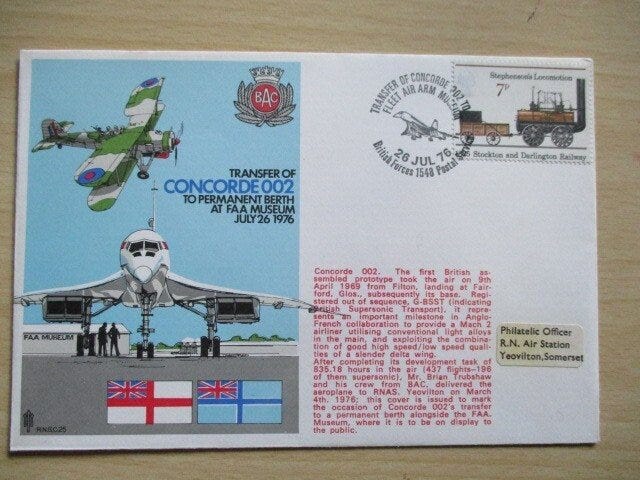 BAC
TRANSFER OF
CONCORDE 002
TO PERMANENT BERTH
AT FAA MUSEUM
JULY 26 1976
FAA MUSEUM
R.N.S.C.25
TRANSFER OF CONCORDE 002 TO
FLEET AIR ARM MUSEUM
26 JUL 76
British Forces 1548 Postal
Stephenson's Locomotion
7p
Stockton and Darlington Railway
Concorde 002. The first British as-
sembled prototype took the air on 9th
April 1969 from Filton, landing at Fair-
ford, Glos., subsequently its base. Regi-
stered out of sequence, G-BSST (indicating
British Supersonic Transport), it repre-
sents an important milestone in Anglo-
French collaboration to provide a Mach 2
airliner utilising conventional light alloys
in the main, and exploiting the combina-
tion of good high speed/low speed quali-
ties of a slender delta wing.
After completing its development task of
835.18 hours in the air (437 flights-196
of them supersonic), Mr. Brian Trubshaw
and his crew from BAC, delivered the
aeroplane to RNAS. Yeovilton on March
4th. 1976; this cover is issued to mark
the occasion of Concorde 002's transfer
to a permanent berth alongside the FAA.
Museum, where it is to be on display to
the public.
Philatelic Officer
R.N. Air Station
Yeovilton, Somerset